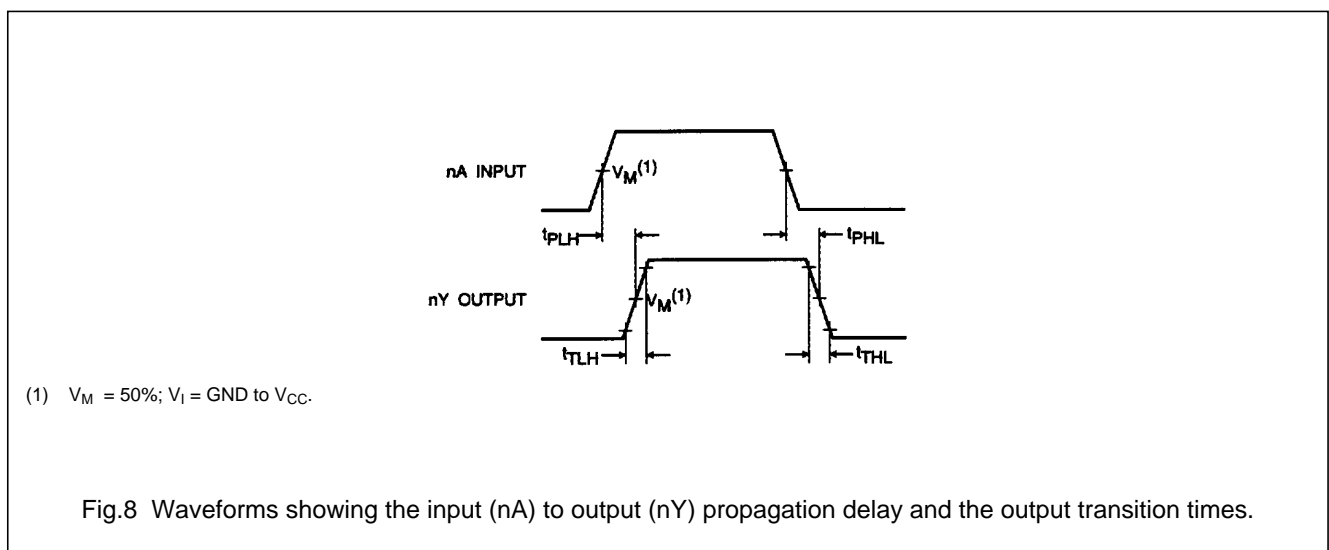 nA INPUT
VM(1)
tPLH
tPHL
nY OUTPUT
VM(1)
tTLH
tTHL
(1) VM = 50%; VI = GND to VCC.
Fig.8 Waveforms showing the input (nA) to output (nY) propagation delay and the output transition times.